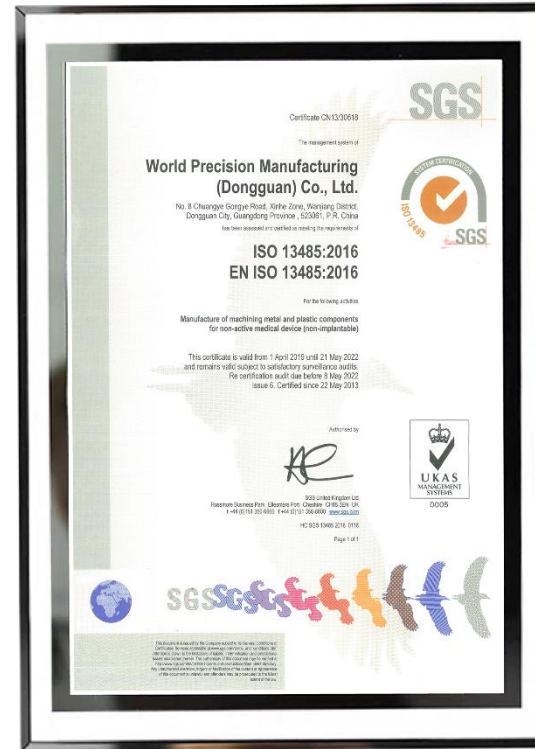 SGS
Certificate CN13/30618
The management system of
World Precision Manufacturing
(Dongguan) Co., Ltd.
No. 8 Chuangye Gongye Road, Xinhe Zone, Wanjiang District,
Dongguan City, Guangdong Province , 523061, P.R. China
has been assessed and certified as meeting the requirements of
ISO 13485:2016
EN ISO 13485:2016
For the following activities
Manufacture of machining metal and plastic components
for non-active medical device (non-implantable)
This certificate is valid from 1 April 2019 until 21 May 2022
and remains valid subject to satisfactory surveillance audits.
Re certification audit due before 8 May 2022
Issue 6. Certified since 22 May 2013
Authorised by
SGS United Kingdom Ltd
Rossmore Business Park Ellesmere Port Cheshire CH65 3EN UK
www.sgs.com
HC SGS 13485 2016 0118
Page 1 of 1
SYSTEM CERTIFICATION
ISO 13485
SGS
UKAS
MANAGEMENT
SYSTEMS
0005
SGSSGSGS